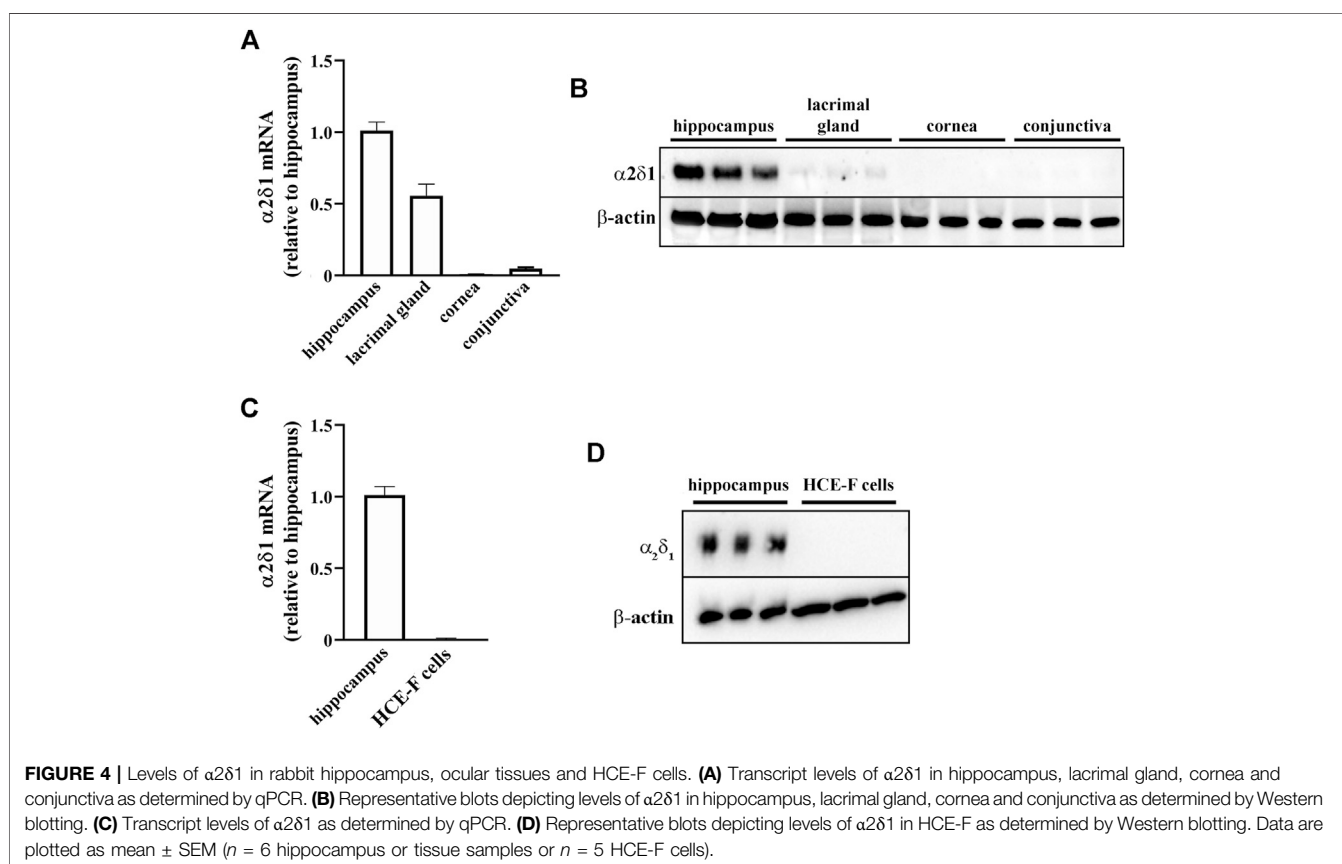 A
α2δ1 mRNA
(relative to hippocampus)
1.5
1.0
0.5
0
hippocampus
lacrimal gland
cornea
conjunctiva
B
lacrimal
hippocampus gland cornea conjunctiva
α2δ1
β-actin
C
α2δ1 mRNA
(relative to hippocampus)
1.5
1.0
0.5
0
hippocampus
HCE-F cells
D
hippocampus HCE-F cells
α₂δ₁
β-actin
FIGURE 4 | Levels of α2δ1 in rabbit hippocampus, ocular tissues and HCE-F cells. (A) Transcript levels of α2δ1 in hippocampus, lacrimal gland, cornea and
conjunctiva as determined by qPCR. (B) Representative blots depicting levels of α2δ1 in hippocampus, lacrimal gland, cornea and conjunctiva as determined by Western
blotting. (C) Transcript levels of α2δ1 as determined by qPCR. (D) Representative blots depicting levels of α2δ1 in HCE-F as determined by Western blotting. Data are
plotted as mean ± SEM (n = 6 hippocampus or tissue samples or n = 5 HCE-F cells).